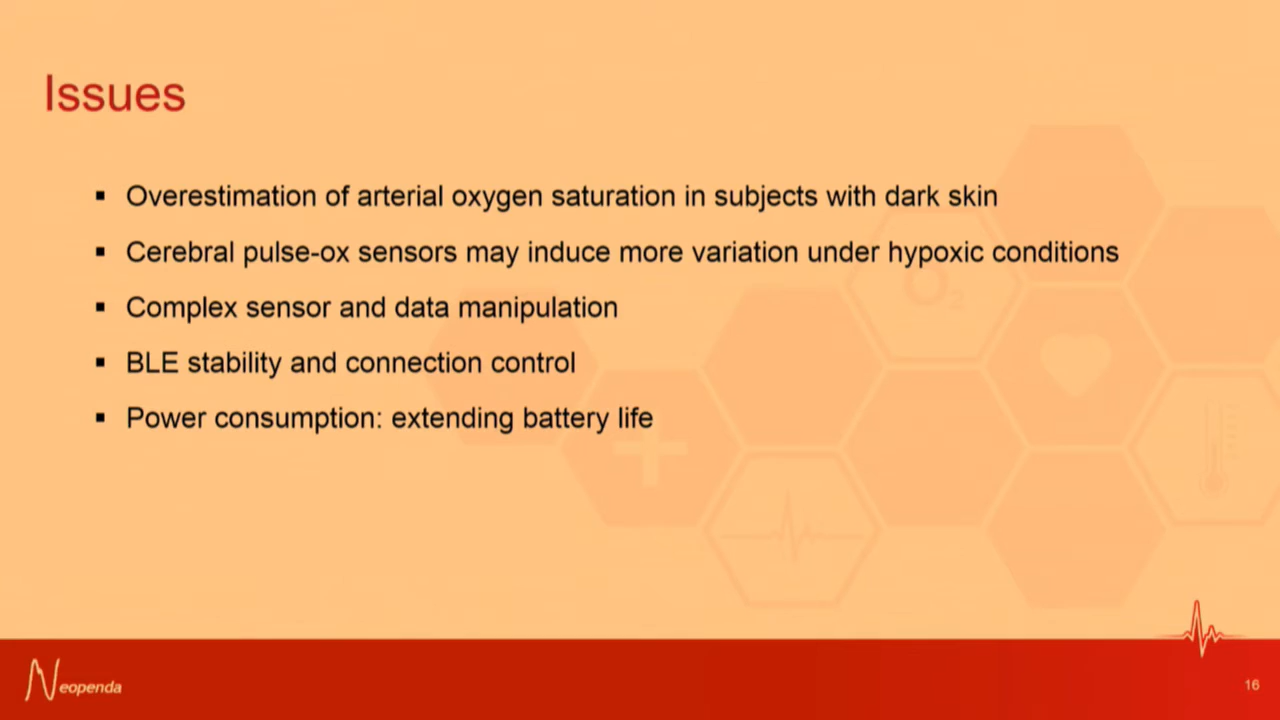 Issues
▪ Overestimation of arterial oxygen saturation in subjects with dark skin
▪ Cerebral pulse-ox sensors may induce more variation under hypoxic conditions
▪ Complex sensor and data manipulation
▪ BLE stability and connection control
▪ Power consumption: extending battery life
O2
Neopenda
16